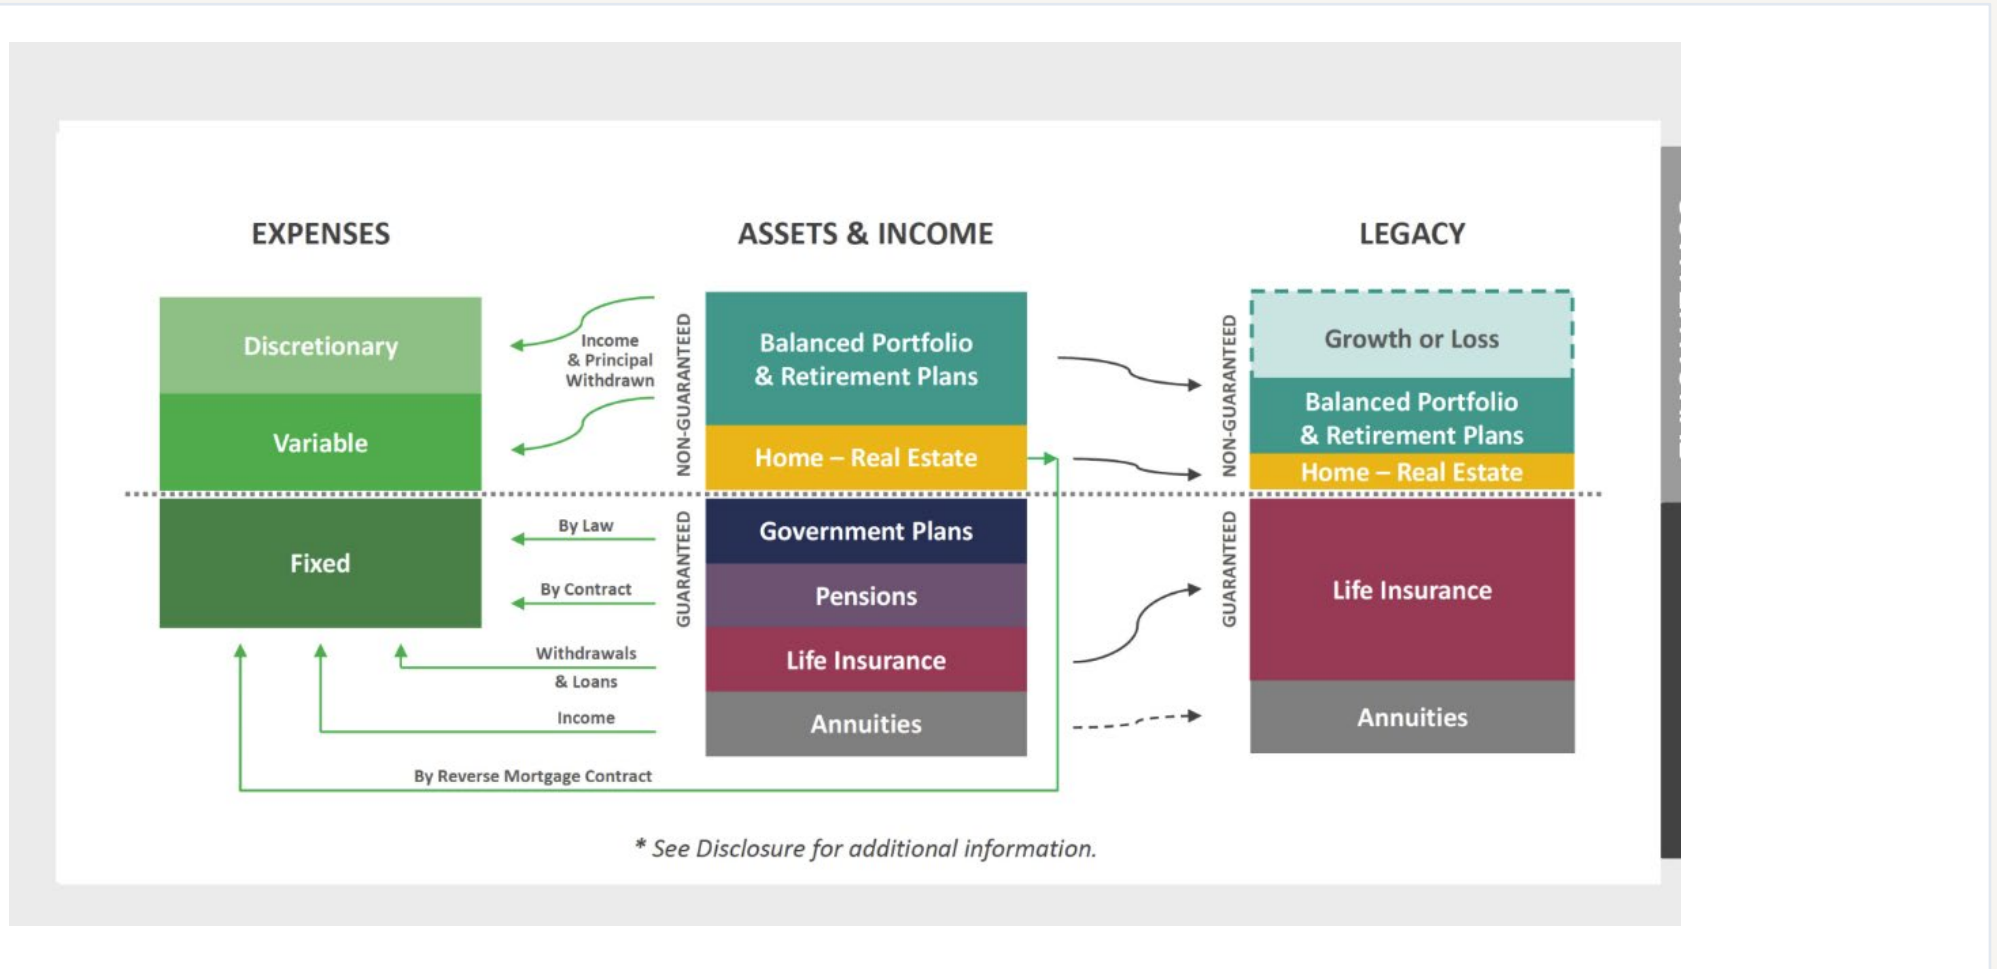 EXPENSES
ASSETS & INCOME
LEGACY
Discretionary
Variable
Fixed
Income
& Principal
Withdrawn
By Law
By Contract
Withdrawals
& Loans
Income
By Reverse Mortgage Contract
NON-GUARANTEED
GUARANTEED
Balanced Portfolio
& Retirement Plans
Home – Real Estate
Government Plans
Pensions
Life Insurance
Annuities
NON-GUARANTEED
GUARANTEED
Growth or Loss
Balanced Portfolio
& Retirement Plans
Home – Real Estate
Life Insurance
Annuities
* See Disclosure for additional information.